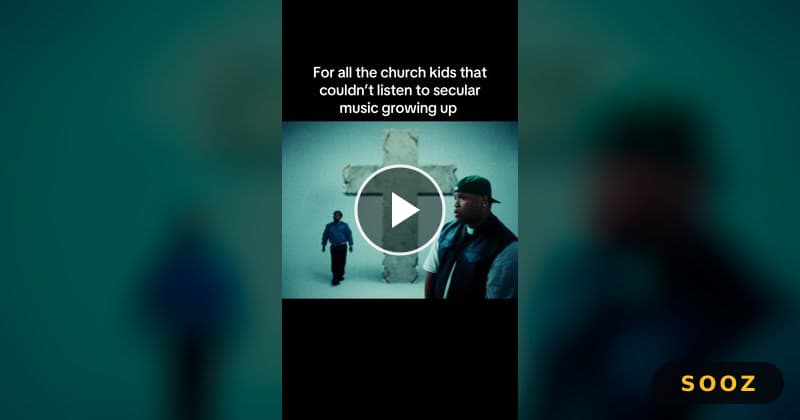 For all the church kids that
couldn’t listen to secular
music growing up
SOOZ